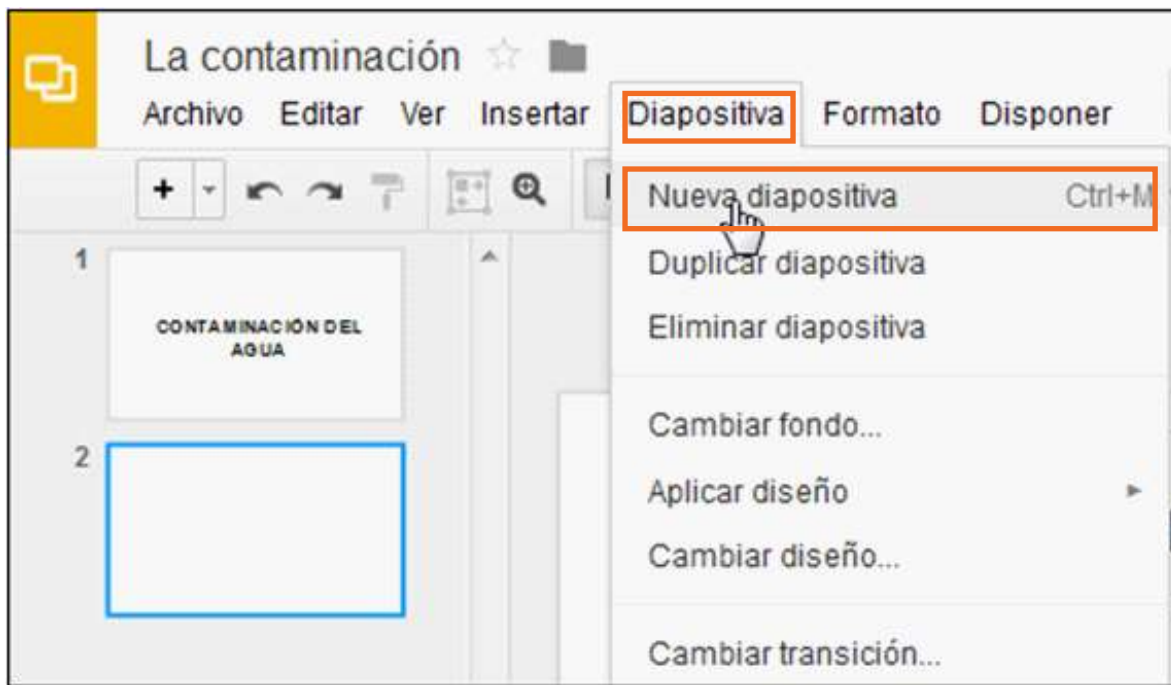 La contaminación
Archivo Editar Ver Insertar Diapositiva Formato Disponer
Nueva diapositiva Ctrl+M
Duplicar diapositiva
Eliminar diapositiva
Cambiar fondo...
Aplicar diseño
Cambiar diseño...
Cambiar transición...
1
CONTAMINACIÓN DEL
AGUA
2